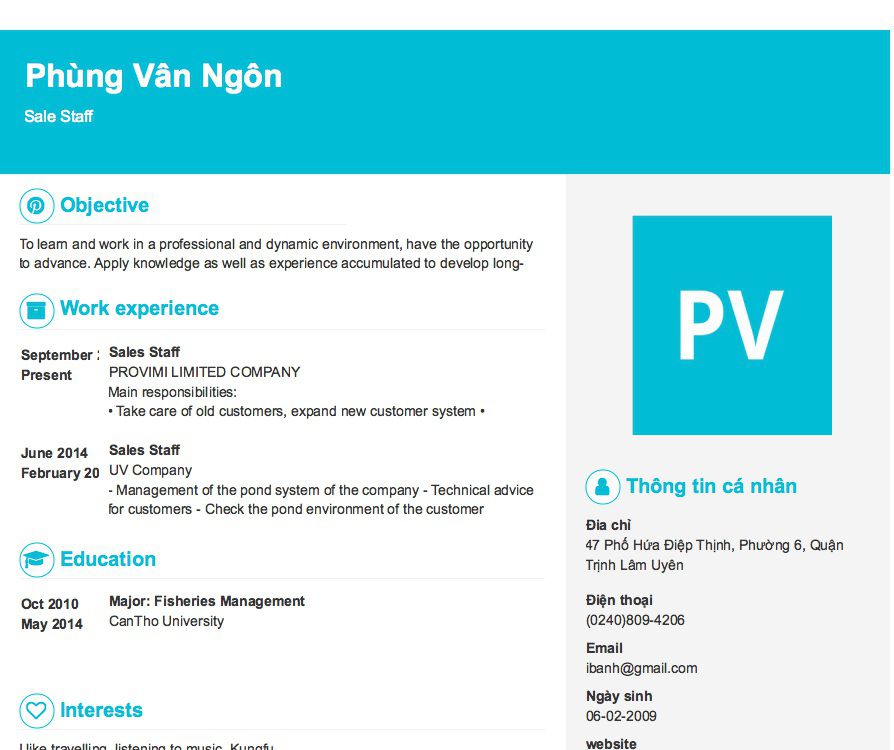 Phùng Vân Ngôn
Sale Staff
Objective
To learn and work in a professional and dynamic environment, have the opportunity
to advance. Apply knowledge as well as experience accumulated to develop long-
Work experience
September
Present
Sales Staff
PROVIMI LIMITED COMPANY
Main responsibilities:
• Take care of old customers, expand new customer system •
June 2014
February 20
Sales Staff
UV Company
- Management of the pond system of the company - Technical advice
for customers - Check the pond environment of the customer
Education
Oct 2010
May 2014
Major: Fisheries Management
CanTho University
Interests
I like travelling, listening to music, Kungfu
PV
Thông tin cá nhân
Địa chỉ
47 Phố Hứa Điệp Thịnh, Phường 6, Quận
Trịnh Lâm Uyên
Điện thoại
(0240)809-4206
Email
ibanh@gmail.com
Ngày sinh
06-02-2009
website